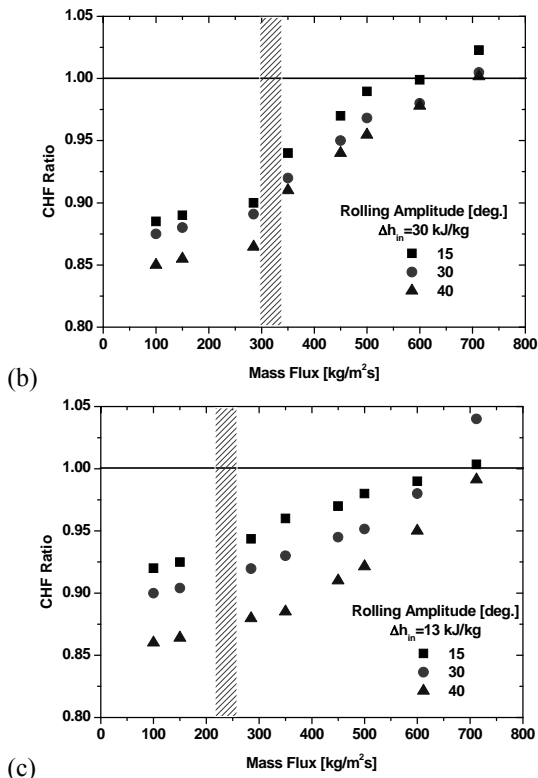 1.05
1.00
0.95
0.90
0.85
0.80
CHF Ratio
Rolling Amplitude [deg.]
Δh_in=30 kJ/kg
15
30
40
0 100 200 300 400 500 600 700 800
Mass Flux [kg/m²s]
(b)
1.05
1.00
0.95
0.90
0.85
0.80
CHF Ratio
Rolling Amplitude [deg.]
Δh_in=13 kJ/kg
15
30
40
0 100 200 300 400 500 600 700 800
Mass Flux [kg/m²s]
(c)